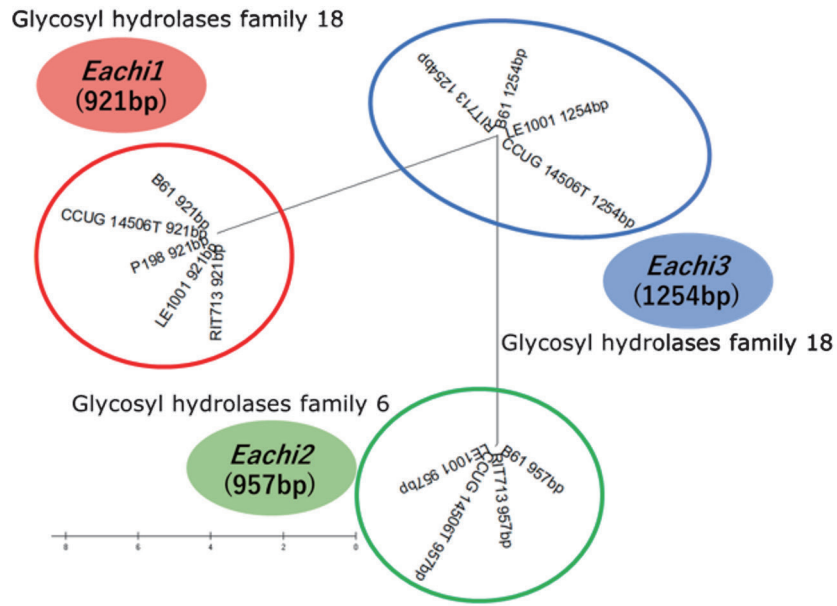 Glycosyl hydrolases family 18
Eachi1
(921bp)
RIT713 1254bp
B61 1254bp
LE1001 1254bp
CCUG 14506T 1254bp
B61 921bp
CCUG 14506T 921bp
P198 921bp
LE1001 921bp
RIT713 921bp
Eachi3
(1254bp)
Glycosyl hydrolases family 18
Glycosyl hydrolases family 6
Eachi2
(957bp)
LE1001 957bp
CCUG 14506T 957bp
RIT713 957bp
B61 957bp
8 6 4 2 0